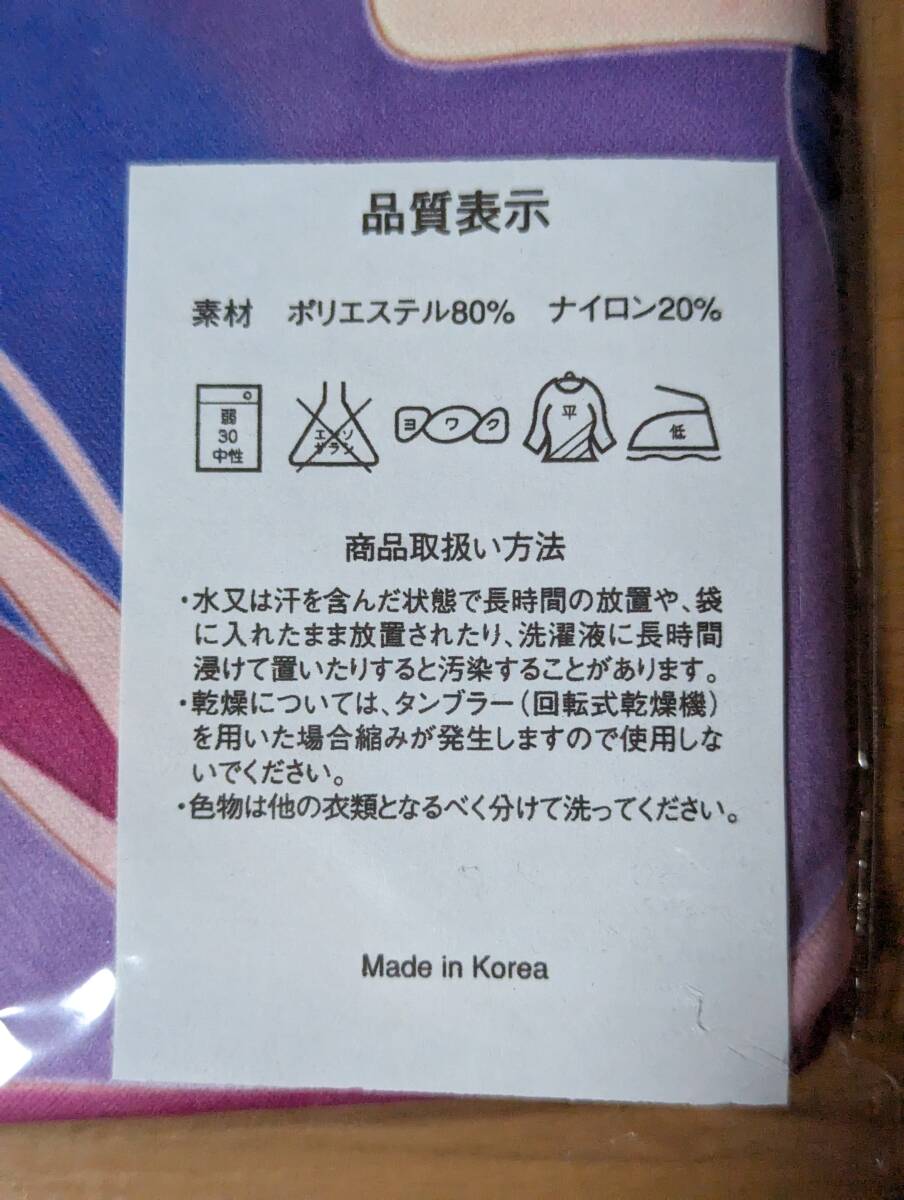 品質表示
素材 ポリエステル80% ナイロン20%
弱
30
中性
エンソ
サラシ
ヨワク
平
低
商品取扱い方法
・水又は汗を含んだ状態で長時間の放置や、袋
に入れたまま放置されたり、洗濯液に長時間
浸けて置いたりすると汚染することがあります。
・乾燥については、タンブラー(回転式乾燥機)
を用いた場合縮みが発生しますので使用しな
いでください。
・色物は他の衣類となるべく分けて洗ってください。
Made in Korea